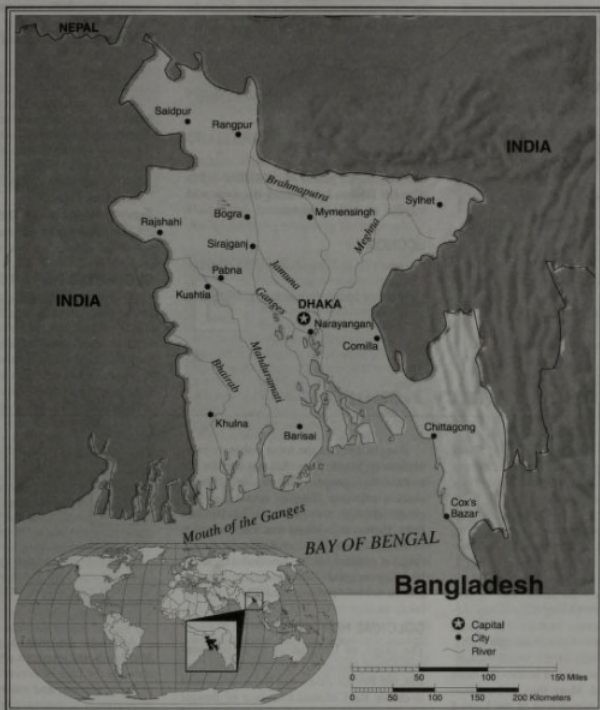 NEPAL
INDIA
Saidpur
Rangpur
Brahmaputra
Sylhet
Bogra
Mymensingh
Rajshahi
Meghna
Sirajganj
Jamuna
Pabna
Kushtia
INDIA
Ganges
DHAKA
Narayanganj
Comilla
Bhairab
Mahduramati
Khulna
Barisai
Chittagong
Cox's
Bazar
Mouth of the Ganges
BAY OF BENGAL
Bangladesh
Capital
City
River
0 50 100 150 Miles
0 50 100 150 200 Kilometers